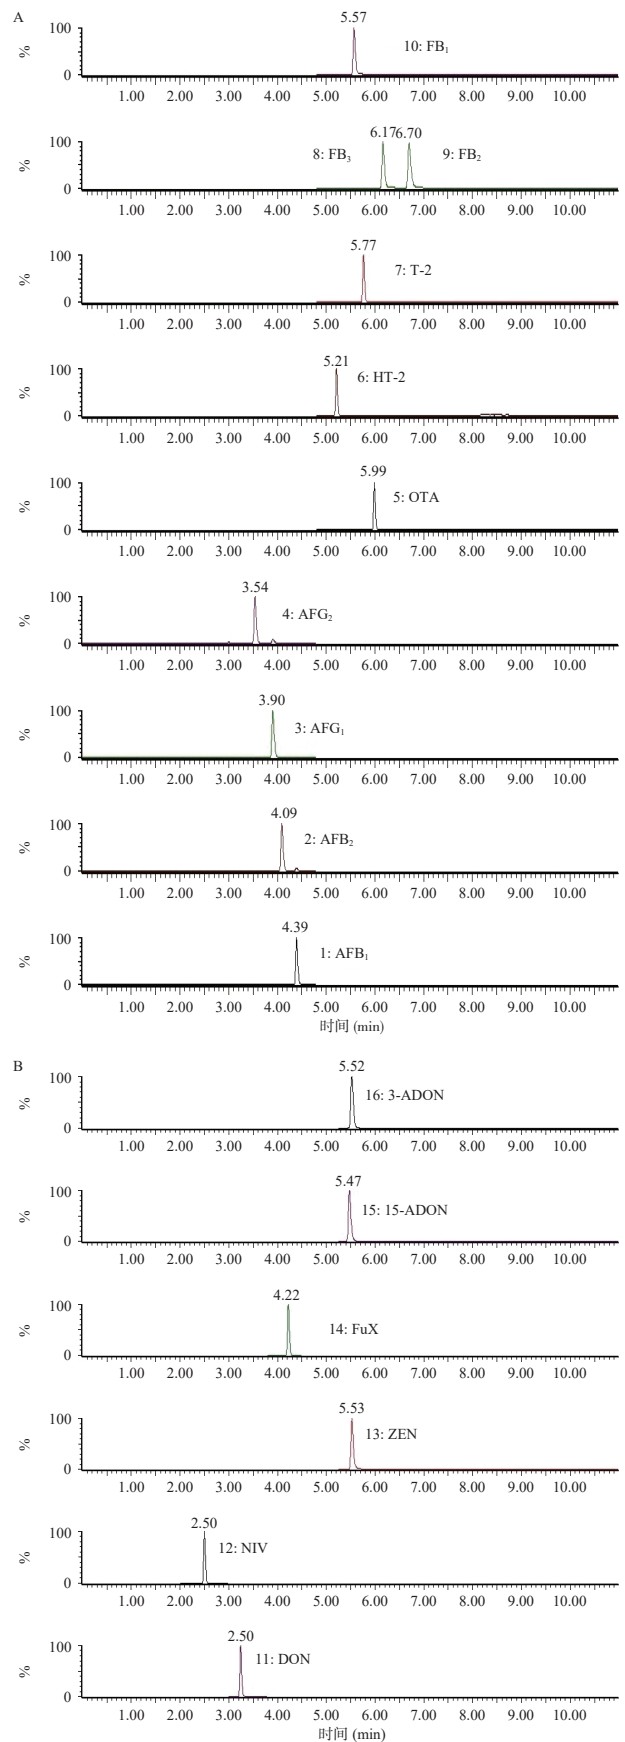 A
5.57
100
10: FB₁
%
0
1.00 2.00 3.00 4.00 5.00 6.00 7.00 8.00 9.00 10.00
6.17 6.70
100
8: FB₃ 9: FB₂
%
0
1.00 2.00 3.00 4.00 5.00 6.00 7.00 8.00 9.00 10.00
5.77
100
7: T-2
%
0
1.00 2.00 3.00 4.00 5.00 6.00 7.00 8.00 9.00 10.00
5.21
100
6: HT-2
%
0
1.00 2.00 3.00 4.00 5.00 6.00 7.00 8.00 9.00 10.00
5.99
100
5: OTA
%
0
1.00 2.00 3.00 4.00 5.00 6.00 7.00 8.00 9.00 10.00
3.54
100
4: AFG₂
%
0
1.00 2.00 3.00 4.00 5.00 6.00 7.00 8.00 9.00 10.00
3.90
100
3: AFG₁
%
0
1.00 2.00 3.00 4.00 5.00 6.00 7.00 8.00 9.00 10.00
4.09
100
2: AFB₂
%
0
1.00 2.00 3.00 4.00 5.00 6.00 7.00 8.00 9.00 10.00
4.39
100
1: AFB₁
%
0
1.00 2.00 3.00 4.00 5.00 6.00 7.00 8.00 9.00 10.00
时间 (min)
B
5.52
100
16: 3-ADON
%
0
1.00 2.00 3.00 4.00 5.00 6.00 7.00 8.00 9.00 10.00
5.47
100
15: 15-ADON
%
0
1.00 2.00 3.00 4.00 5.00 6.00 7.00 8.00 9.00 10.00
4.22
100
14: FuX
%
0
1.00 2.00 3.00 4.00 5.00 6.00 7.00 8.00 9.00 10.00
5.53
100
13: ZEN
%
0
1.00 2.00 3.00 4.00 5.00 6.00 7.00 8.00 9.00 10.00
2.50
100
12: NIV
%
0
1.00 2.00 3.00 4.00 5.00 6.00 7.00 8.00 9.00 10.00
2.50
100
11: DON
%
0
1.00 2.00 3.00 4.00 5.00 6.00 7.00 8.00 9.00 10.00
时间 (min)